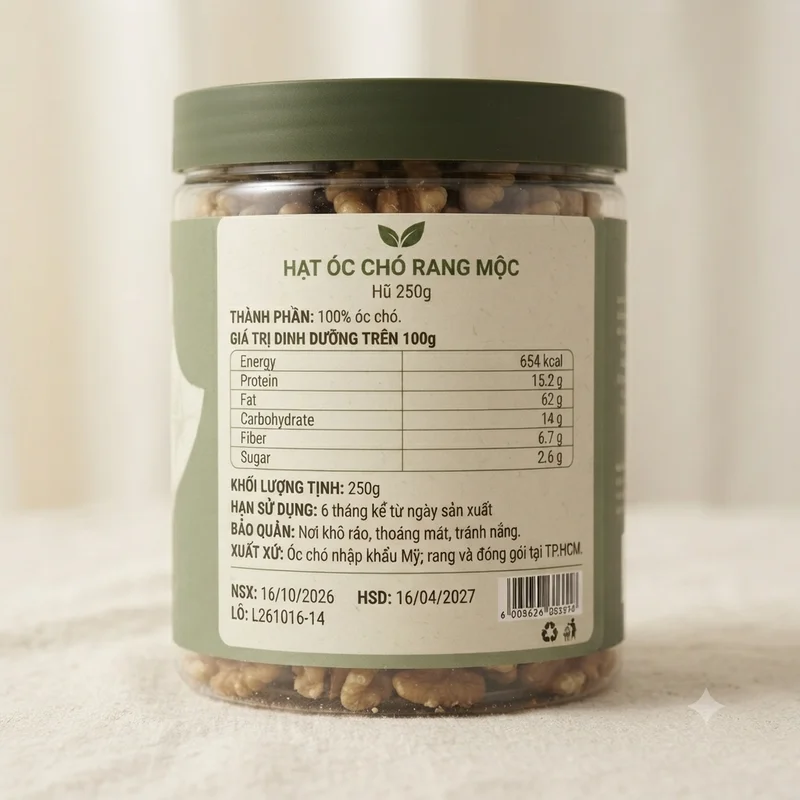 HẠT ÓC CHÓ RANG MỘC
Hũ 250g
THÀNH PHẦN: 100% óc chó.
GIÁ TRỊ DINH DƯỠNG TRÊN 100g
Energy 654 kcal
Protein 15.2 g
Fat 62 g
Carbohydrate 14 g
Fiber 6.7 g
Sugar 2.6 g
KHỐI LƯỢNG TỊNH: 250g
HẠN SỬ DỤNG: 6 tháng kể từ ngày sản xuất
BẢO QUẢN: Nơi khô ráo, thoáng mát, tránh nắng.
XUẤT XỨ: Óc chó nhập khẩu Mỹ; rang và đóng gói tại TP.HCM.
NSX: 16/10/2026 HSD: 16/04/2027
LÔ: L261016-14
6 003626